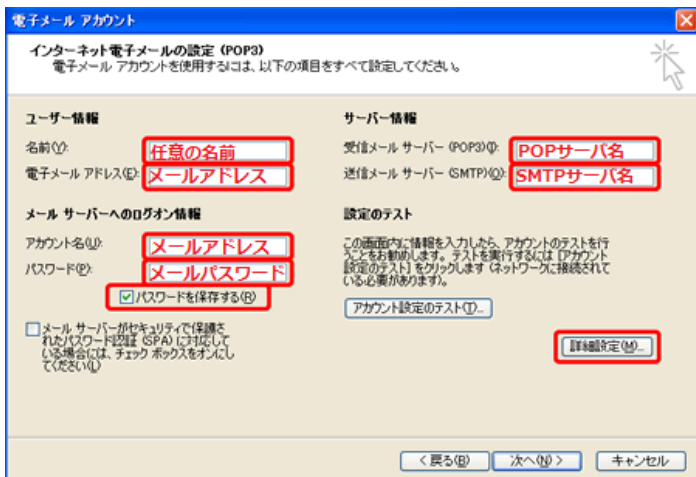 電子メール アカウント
インターネット電子メールの設定 (POP3)
電子メール アカウントを使用するには、以下の項目をすべて設定してください。
ユーザー情報
名前(Y):
任意の名前
電子メール アドレス(E):
メールアドレス
メール サーバーへのログオン情報
アカウント名(U):
メールアドレス
パスワード(P):
メールパスワード
パスワードを保存する(R)
メール サーバーがセキュリティで保護さ
れたパスワード認証 (SPA) に対応して
いる場合には、チェック ボックスをオンにし
てください(L)
サーバー情報
受信メール サーバー (POP3)(I):
POPサーバ名
送信メール サーバー (SMTP)(O):
SMTPサーバ名
設定のテスト
この画面内に情報を入力したら、アカウントのテストを行
うことをお勧めします。テストを実行するには [アカウント
設定のテスト] をクリックします (ネットワークに接続されて
いる必要があります)。
アカウント設定のテスト(T)...
詳細設定(M)...
< 戻る(B)
次へ(N) >
キャンセル